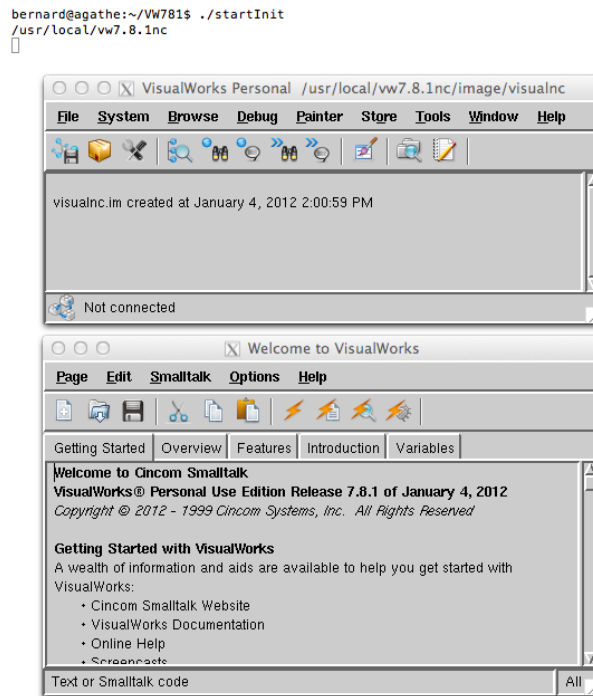 bernard@agathe:~/VW781$ ./startInit
/usr/local/vw7.8.1nc
VisualWorks Personal /usr/local/vw7.8.1nc/image/visualnc
File System Browse Debug Painter Store Tools Window Help
visualnc.im created at January 4, 2012 2:00:59 PM
Not connected
Welcome to VisualWorks
Page Edit Smalltalk Options Help
Getting Started Overview Features Introduction Variables
Welcome to Cincom Smalltalk
VisualWorks® Personal Use Edition Release 7.8.1 of January 4, 2012
Copyright © 2012 - 1999 Cincom Systems, Inc. All Rights Reserved
Getting Started with VisualWorks
A wealth of information and aids are available to help you get started with
VisualWorks:
• Cincom Smalltalk Website
• VisualWorks Documentation
• Online Help
• Screencasts
Text or Smalltalk code All